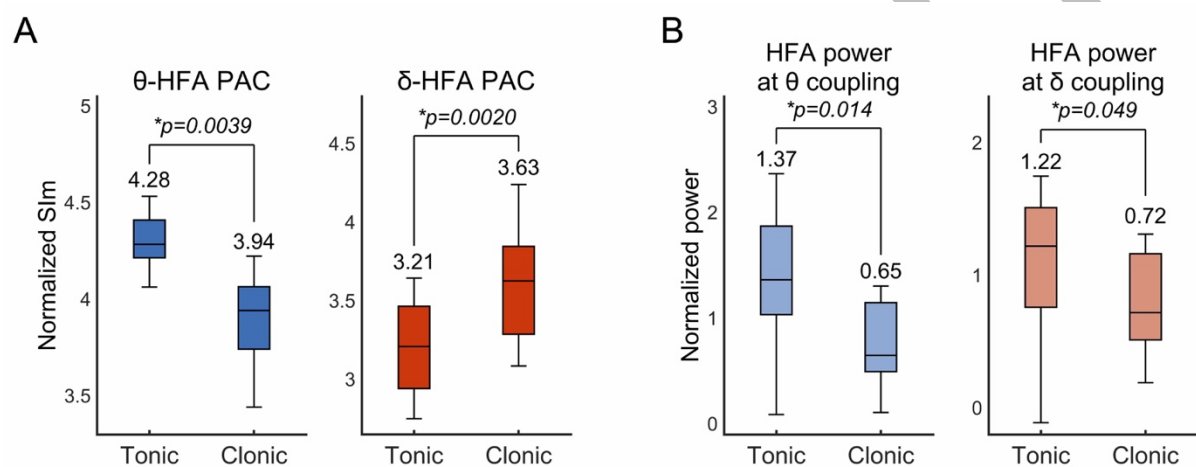 A
θ-HFA PAC
Normalized SIm
5
4.5
4
3.5
*p=0.0039
4.28
3.94
Tonic Clonic
δ-HFA PAC
4.5
4
3.5
3
*p=0.0020
3.21
3.63
Tonic Clonic
B
HFA power
at θ coupling
Normalized power
3
2
1
0
*p=0.014
1.37
0.65
Tonic Clonic
HFA power
at δ coupling
2
1
0
*p=0.049
1.22
0.72
Tonic Clonic